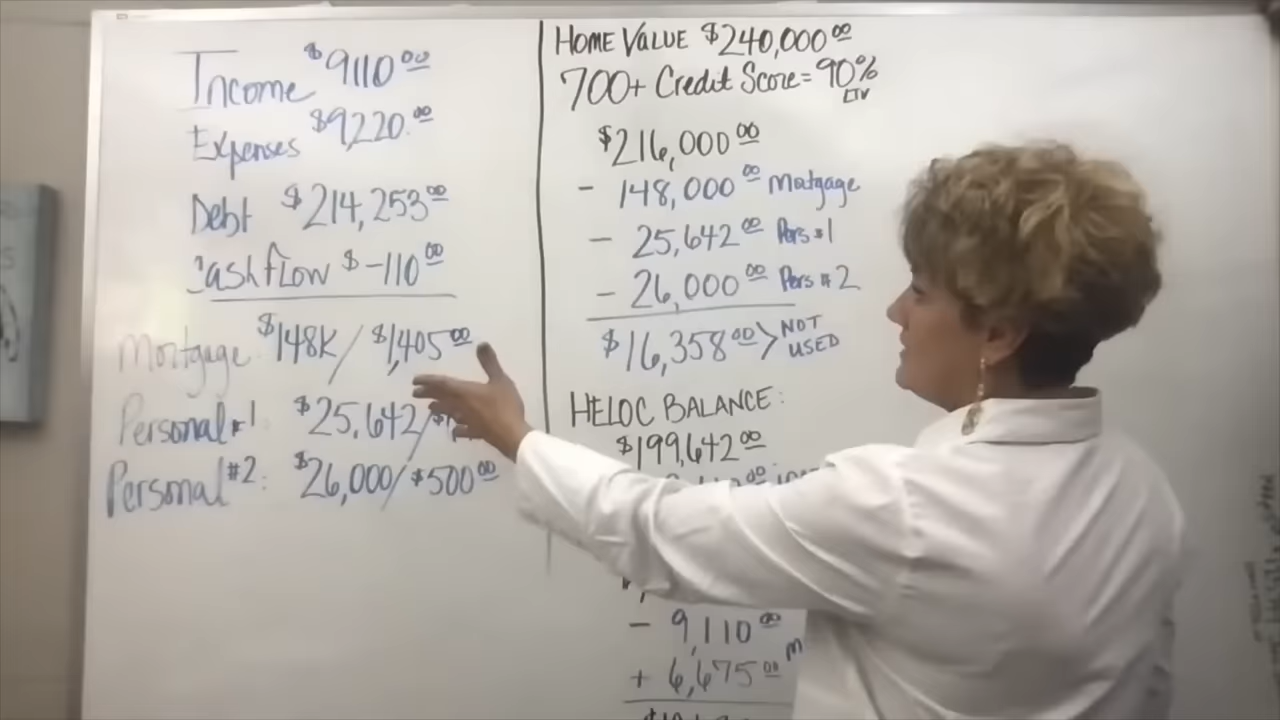 Income $9110.00
Expenses $9,220.00
Debt $214,253.00
Cashflow $-110.00
Mortgage: $148K/$1,405.00
Personal #1: $25,642/$
Personal #2: $26,000/$500.00
HOME VALUE $240,000.00
700+ Credit Score = 90% LTV
$216,000.00
- 148,000.00 Mortgage
- 25,642.00 Pers #1
- 26,000.00 Pers #2
$16,358.00 > NOT USED
HELOC BALANCE:
$199,642.00
- 9,110.00
+ 6,675.00